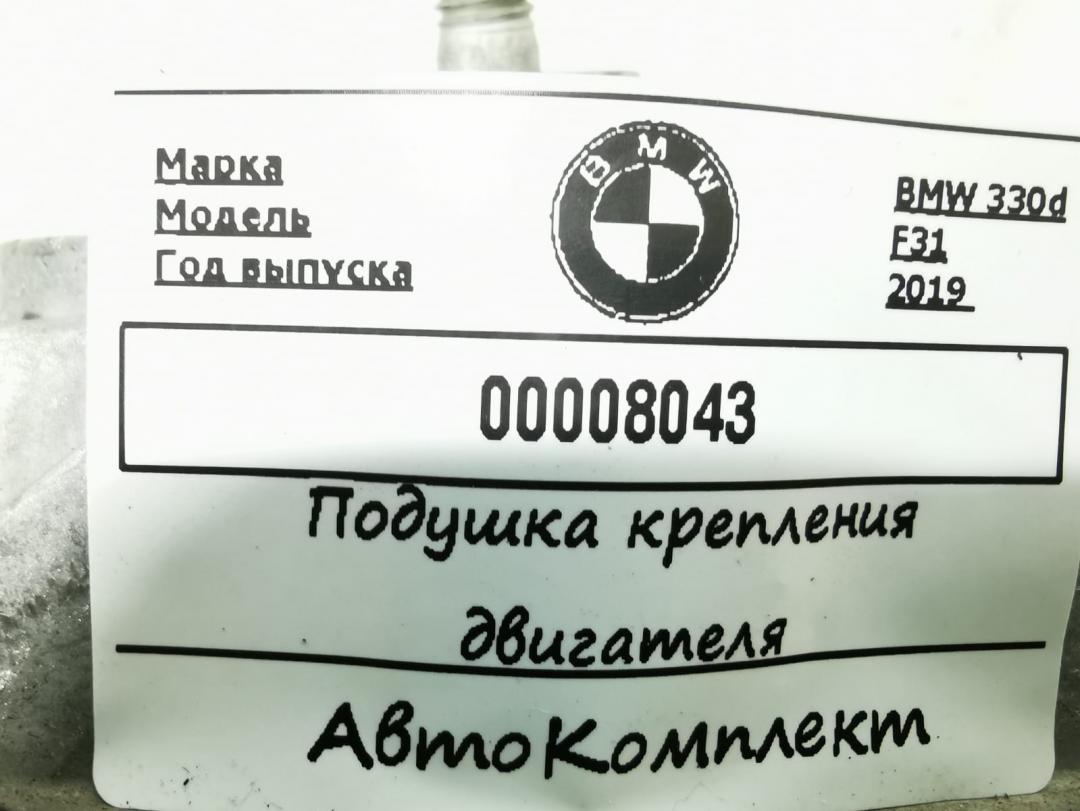 Марка
BMW
BMW 330d
Модель
F31
Год выпуска
2019
00008043
Подушка крепления
двигателя
АвтоКомплект